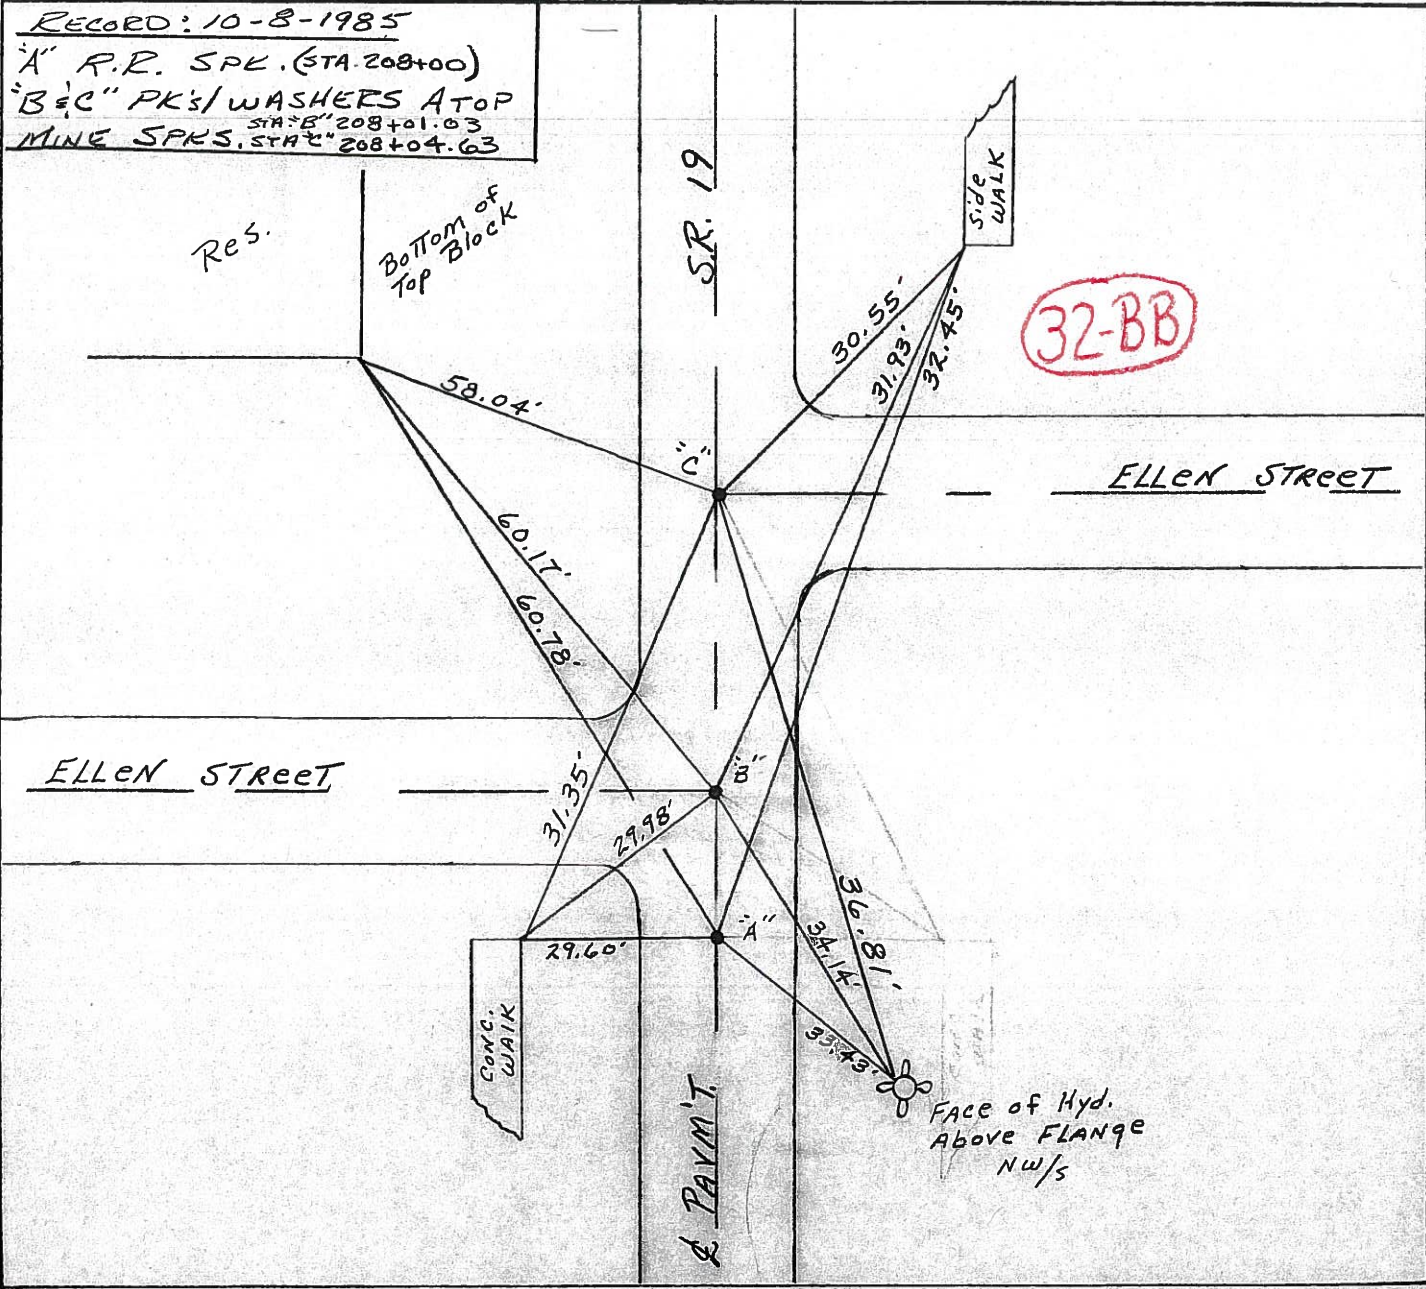 RECORD: 10-8-1985
"A" R.R. SPK. (STA. 208+00)
"B & C" PK's/WASHERS ATOP
STA "B" 208+01.03
MINE SPKS. STA "C" 208+04.63
Res.
Bottom of
Top Block
S.R. 19
Side
WALK
32-BB
30.55'
31.93'
32.45'
58.04'
"C"
ELLEN STREET
60.17'
60.78'
ELLEN STREET
31.35'
"B"
29.98'
"A"
29.60'
36.81'
34.14'
33.43'
CONC.
WALK
℄ PAVM'T.
FACE of Hyd.
Above FLANge
NW/S